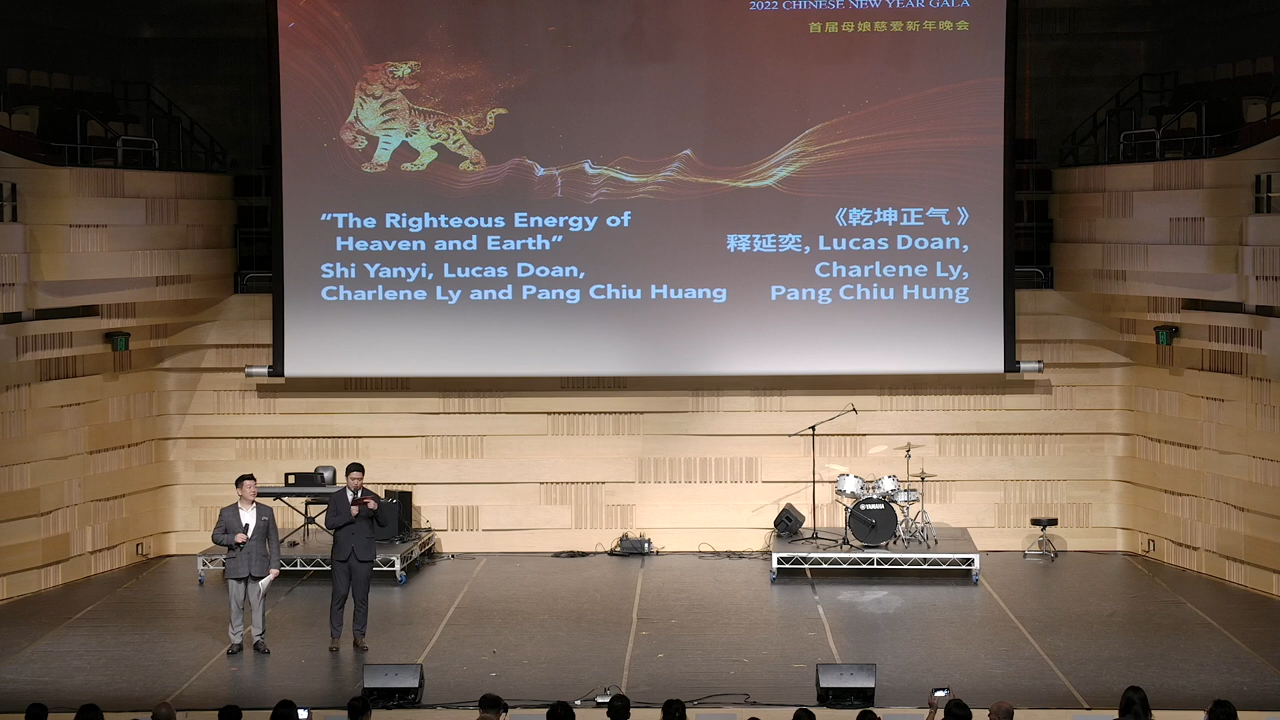 2022 CHINESE NEW YEAR GALA
首届母娘慈爱新年晚会
“The Righteous Energy of
Heaven and Earth”
Shi Yanyi, Lucas Doan,
Charlene Ly and Pang Chiu Huang
《乾坤正气》
释延奕, Lucas Doan,
Charlene Ly,
Pang Chiu Hung
YAMAHA